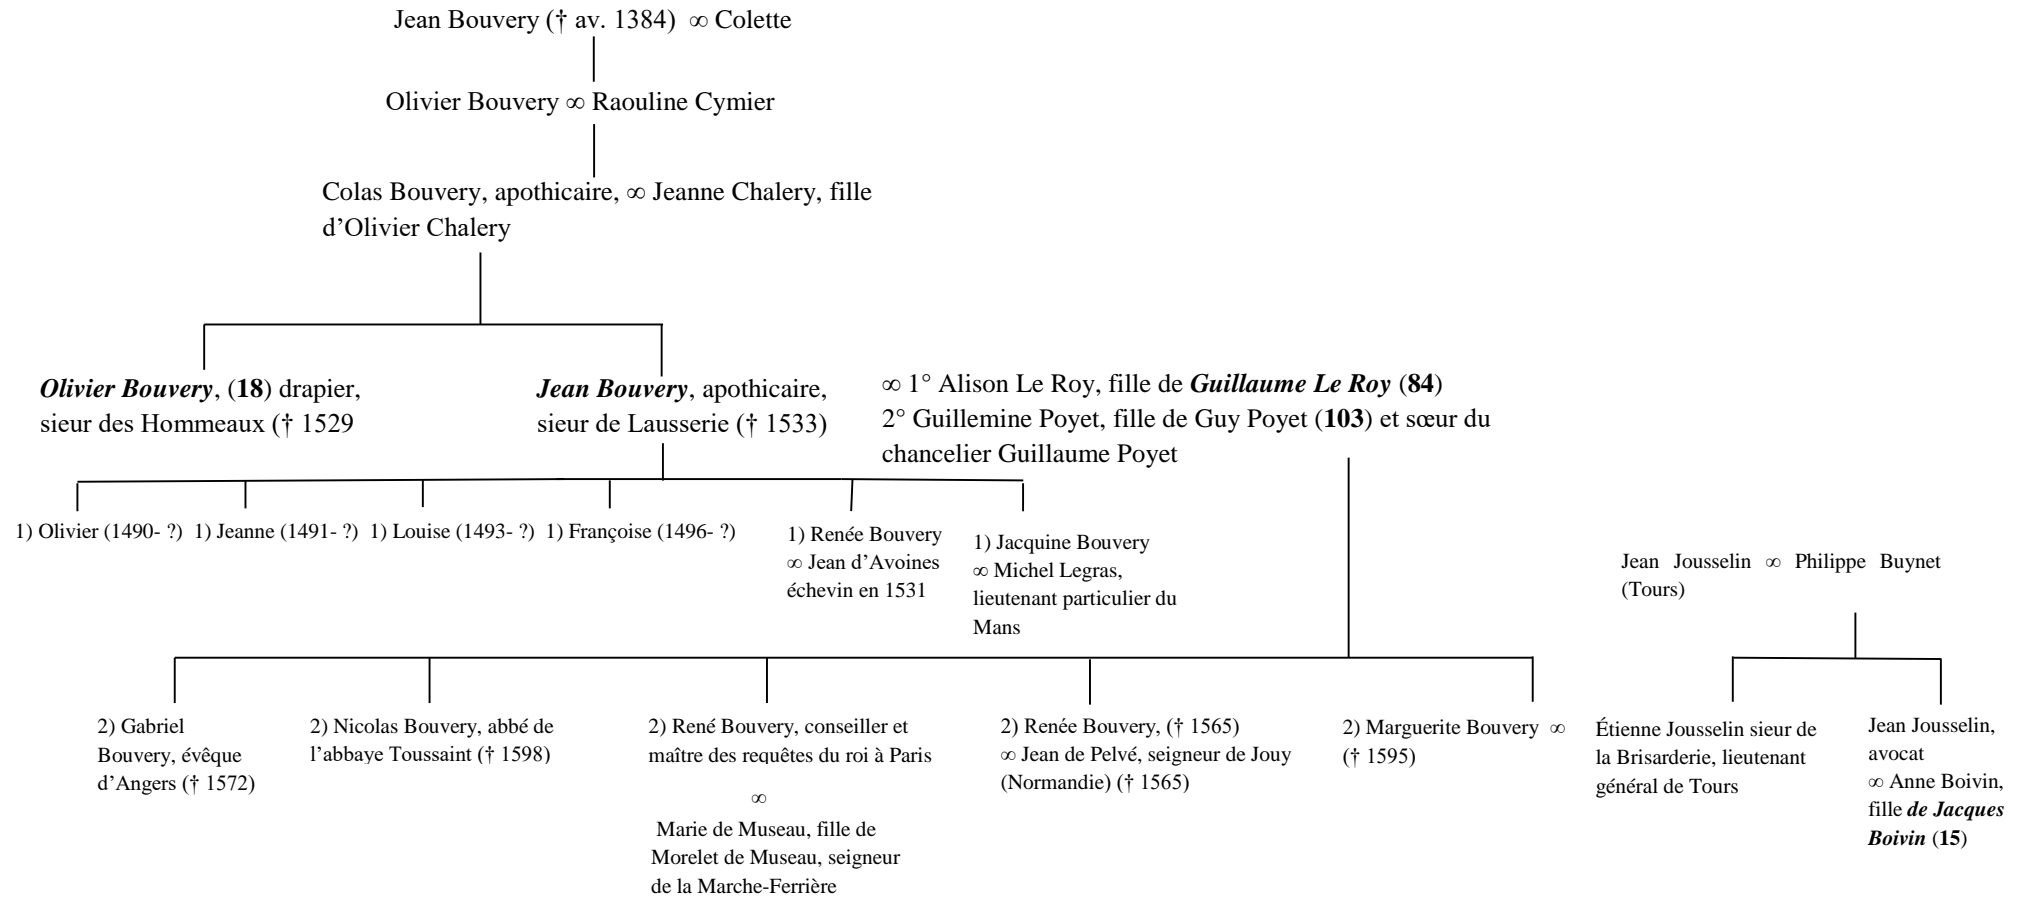 Jean Bouvery († av. 1384)  ∞ Colette
Olivier Bouvery ∞ Raouline Cymier
Colas Bouvery, apothicaire, ∞ Jeanne Chalery, fille
d’Olivier Chalery
Olivier Bouvery, (18) drapier,
sieur des Hommeaux († 1529
Jean Bouvery, apothicaire,
sieur de Lausserie († 1533)
∞ 1° Alison Le Roy, fille de Guillaume Le Roy (84)
2° Guillemine Poyet, fille de Guy Poyet (103) et sœur du
chancelier Guillaume Poyet
1) Olivier (1490- ?)
1) Jeanne (1491- ?)
1) Louise (1493- ?)
1) Françoise (1496- ?)
1) Renée Bouvery
∞ Jean d’Avoines
échevin en 1531
1) Jacquine Bouvery
∞ Michel Legras,
lieutenant particulier du
Mans
Jean Jousselin ∞ Philippe Buynet
(Tours)
2) Gabriel
Bouvery, évêque
d’Angers († 1572)
2) Nicolas Bouvery, abbé de
l’abbaye Toussaint († 1598)
2) René Bouvery, conseiller et
maître des requêtes du roi à Paris
∞
Marie de Museau, fille de
Morelet de Museau, seigneur
de la Marche-Ferrière
2) Renée Bouvery, († 1565)
∞ Jean de Pelvé, seigneur de Jouy
(Normandie) († 1565)
2) Marguerite Bouvery ∞
(† 1595)
Étienne Jousselin sieur de
la Brisarderie, lieutenant
général de Tours
Jean Jousselin,
avocat
∞ Anne Boivin,
fille de Jacques
Boivin (15)